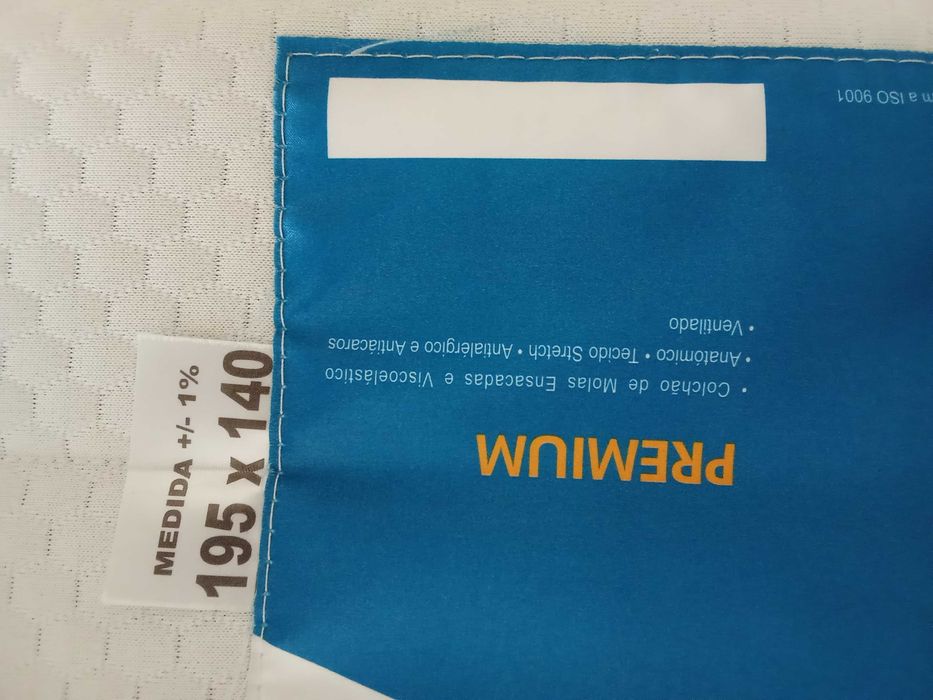 PREMIUM
• Colchão de Molas Ensacadas e Viscoelástico
• Anatómico • Tecido Stretch • Antialérgico e Antiácaros
• Ventilado
m a ISO 9001
MEDIDA +/- 1%
195 x 140